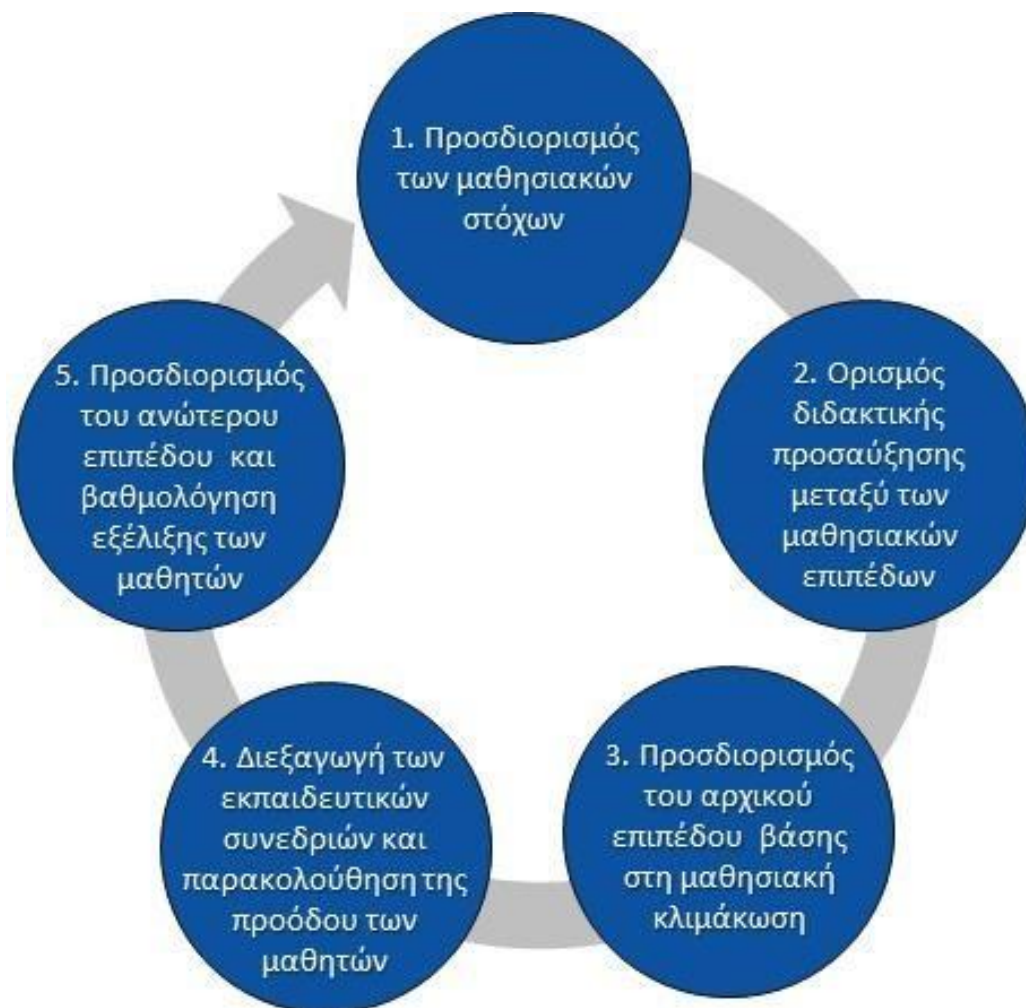 1. Προσδιορισμός
των μαθησιακών
στόχων
2. Ορισμός
διδακτικής
προσαύξησης
μεταξύ των
μαθησιακών
επιπέδων
3. Προσδιορισμός
του αρχικού
επιπέδου βάσης
στη μαθησιακή
κλιμάκωση
4. Διεξαγωγή των
εκπαιδευτικών
συνεδριών και
παρακολούθηση της
προόδου των
μαθητών
5. Προσδιορισμός
του ανώτερου
επιπέδου και
βαθμολόγηση
εξέλιξης των
μαθητών